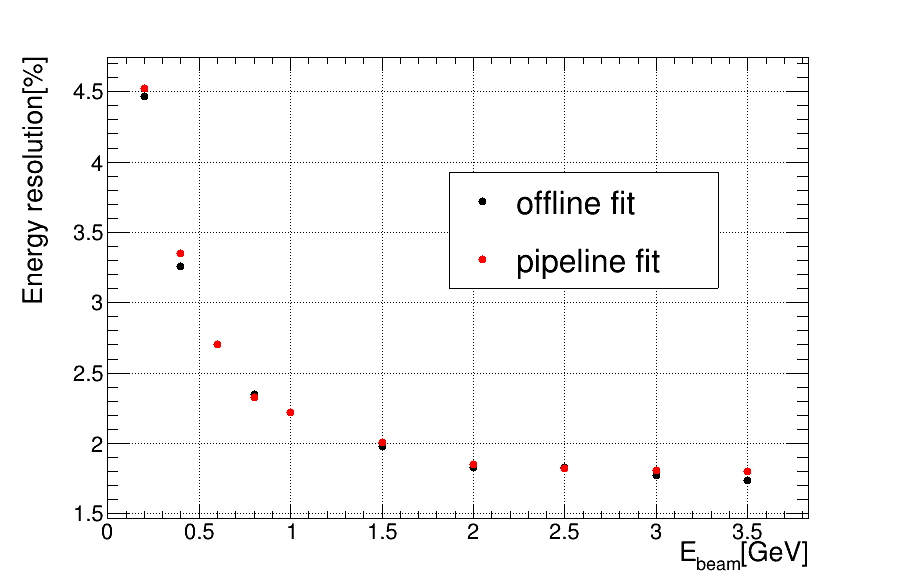 Energy resolution[%]
4.5
4
3.5
3
2.5
2
1.5
offline fit
pipeline fit
0 0.5 1 1.5 2 2.5 3 3.5
E_beam[GeV]